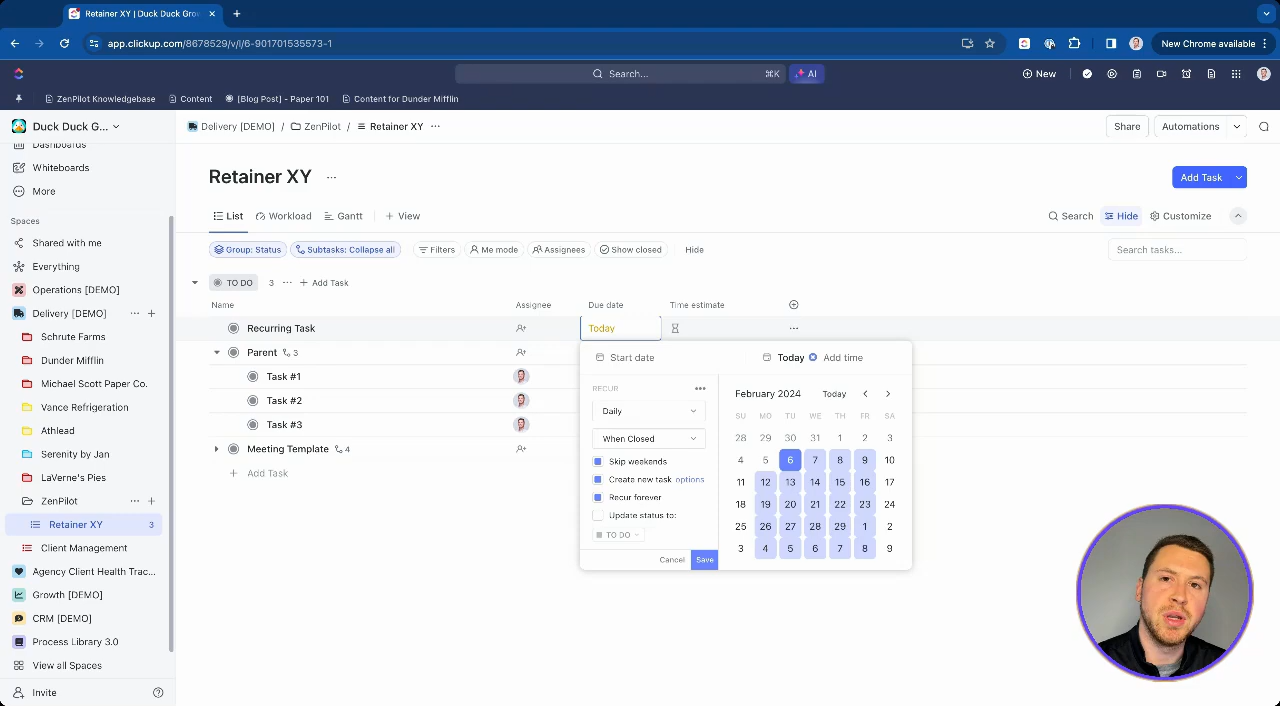 Retainer XY | Duck Duck Grow
app.clickup.com/8678529/v/l/6-901701535573-1
New Chrome available
Search... ⌘K AI
New
ZenPilot Knowledgebase Content [Blog Post] - Paper 101 Content for Dunder Mifflin
Duck Duck G...
Dashboards
Whiteboards
More
Spaces
Shared with me
Everything
Operations [DEMO]
Delivery [DEMO]
Schrute Farms
Dunder Mifflin
Michael Scott Paper Co.
Vance Refrigeration
Athlead
Serenity by Jan
LaVerne's Pies
ZenPilot
Retainer XY 3
Client Management
Agency Client Health Trac...
Growth [DEMO]
CRM [DEMO]
Process Library 3.0
View all Spaces
Invite
Delivery [DEMO] / ZenPilot / Retainer XY ...
Share Automations
Retainer XY ...
Add Task
List Workload Gantt + View
Search Hide Customize
Group: Status Subtasks: Collapse all Filters Me mode Assignees Show closed Hide
Search tasks...
TO DO 3 ... + Add Task
Name Assignee Due date Time estimate
Recurring Task Today
Parent 3
Task #1
Task #2
Task #3
Meeting Template 4
+ Add Task
Start date Today Add time
RECUR
Daily
When Closed
Skip weekends
Create new task options
Recur forever
Update status to:
TO DO
Cancel Save
February 2024 Today
SU MO TU WE TH FR SA
28 29 30 31 1 2 3
4 5 6 7 8 9 10
11 12 13 14 15 16 17
18 19 20 21 22 23 24
25 26 27 28 29 1 2
3 4 5 6 7 8 9